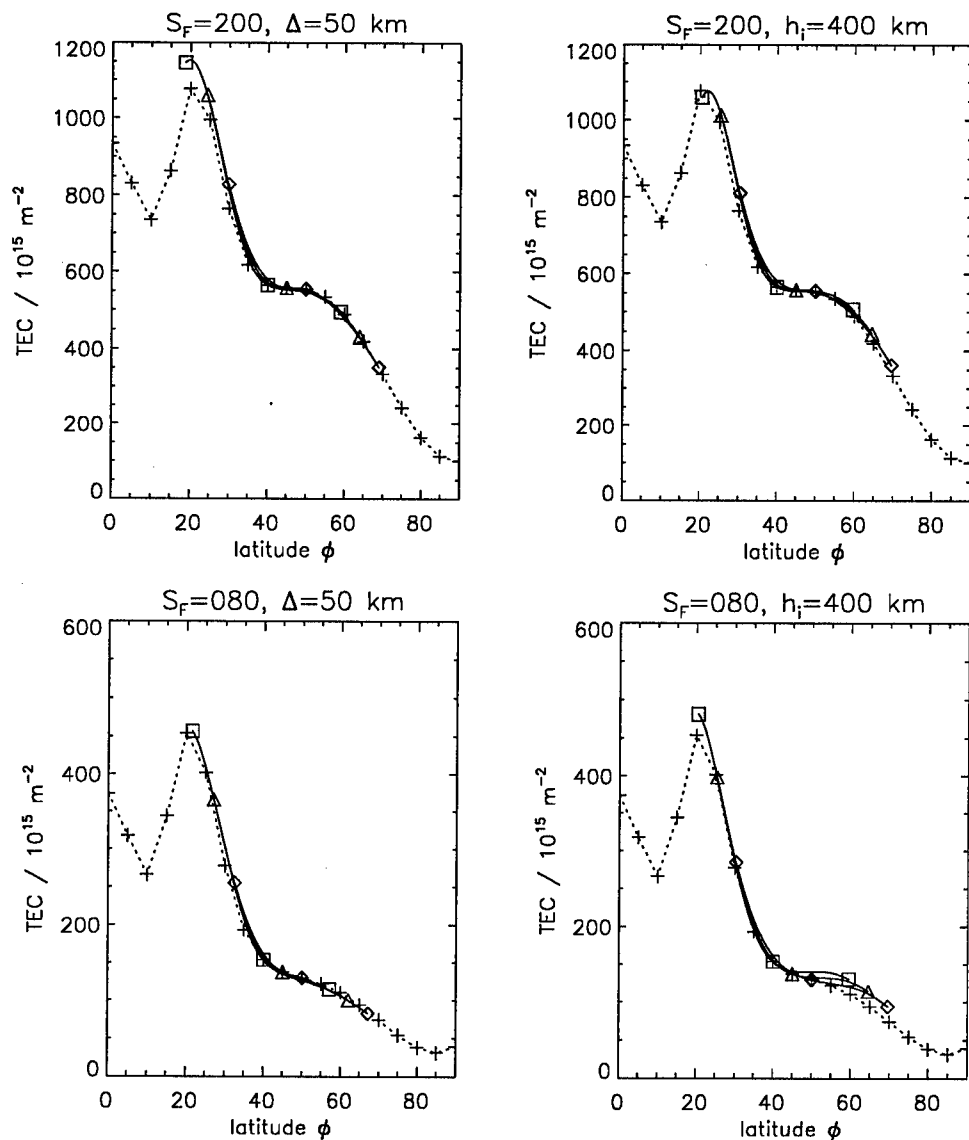 S_F=200, Δ=50 km
1200
1000
800
600
400
200
0
TEC / 10^15 m^-2
0 20 40 60 80
latitude ϕ
S_F=200, h_i=400 km
1200
1000
800
600
400
200
0
TEC / 10^15 m^-2
0 20 40 60 80
latitude ϕ
S_F=080, Δ=50 km
600
400
200
0
TEC / 10^15 m^-2
0 20 40 60 80
latitude ϕ
S_F=080, h_i=400 km
600
400
200
0
TEC / 10^15 m^-2
0 20 40 60 80
latitude ϕ